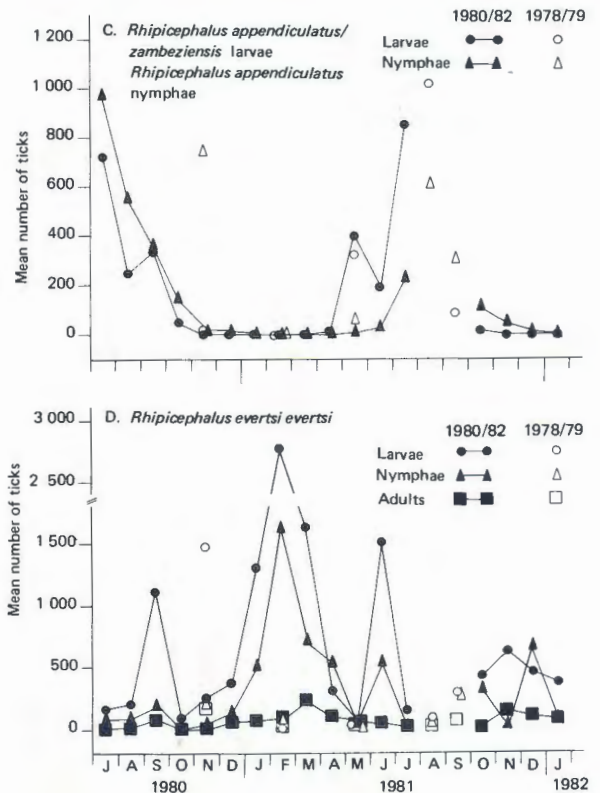 C. Rhipicephalus appendiculatus/
zambeziensis larvae
Rhipicephalus appendiculatus
nymphae
1980/82 1978/79
Larvae
Nymphae
Mean number of ticks
1 200
1 000
800
600
400
200
0
D. Rhipicephalus evertsi evertsi
1980/82 1978/79
Larvae
Nymphae
Adults
Mean number of ticks
3 000
2 500
1 500
1 000
500
0
J A S O N D J F M A M J J A S O N D J
1980 1981 1982